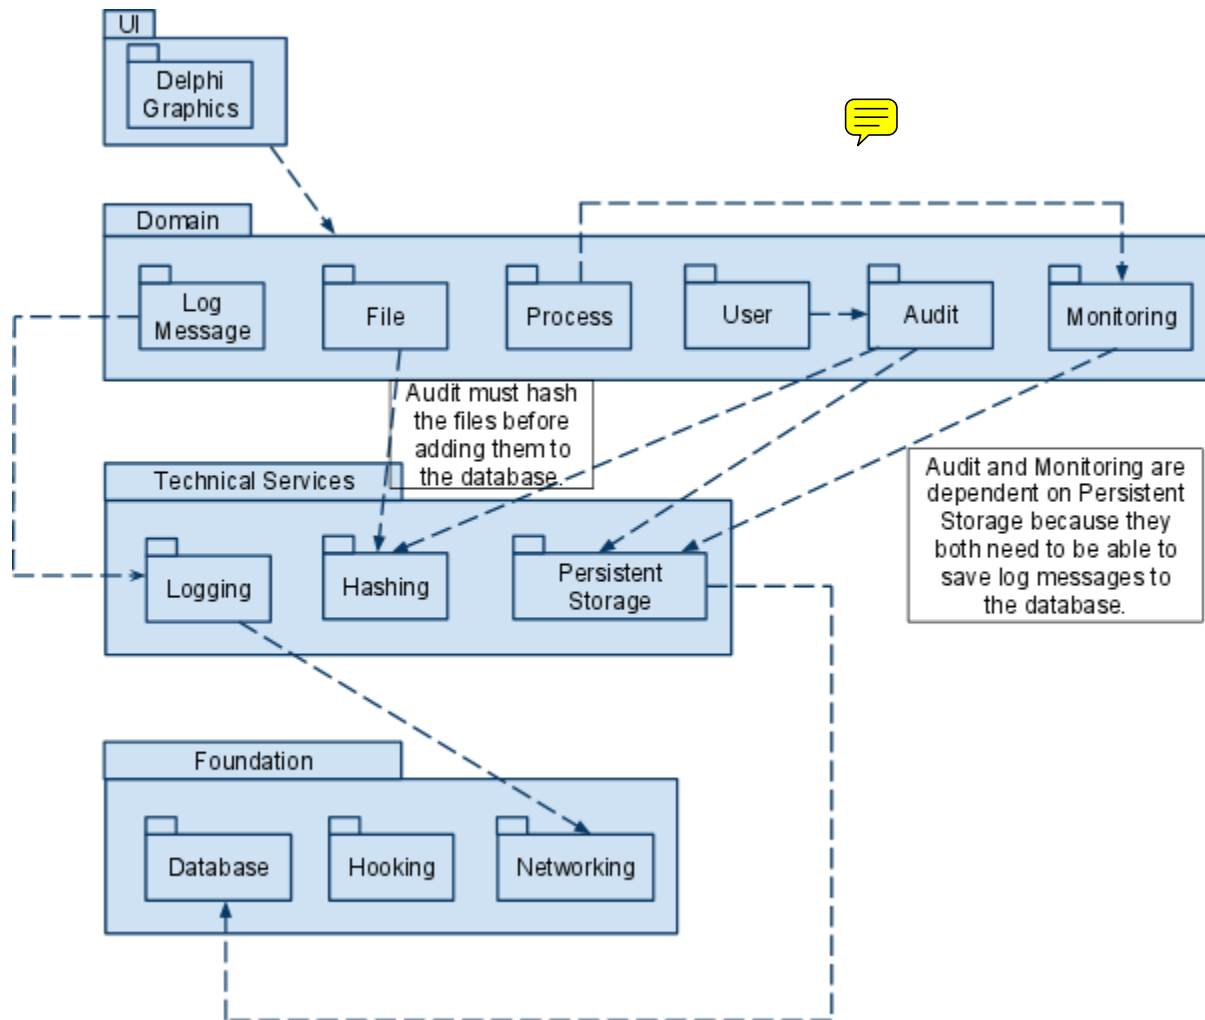 UI
Delphi
Graphics
Domain
Log
Message
File
Process
User
Audit
Monitoring
Audit must hash
the files before
adding them to
the database.
Technical Services
Audit and Monitoring are
dependent on Persistent
Storage because they
both need to be able to
save log messages to
the database.
Logging
Hashing
Persistent
Storage
Foundation
Database
Hooking
Networking